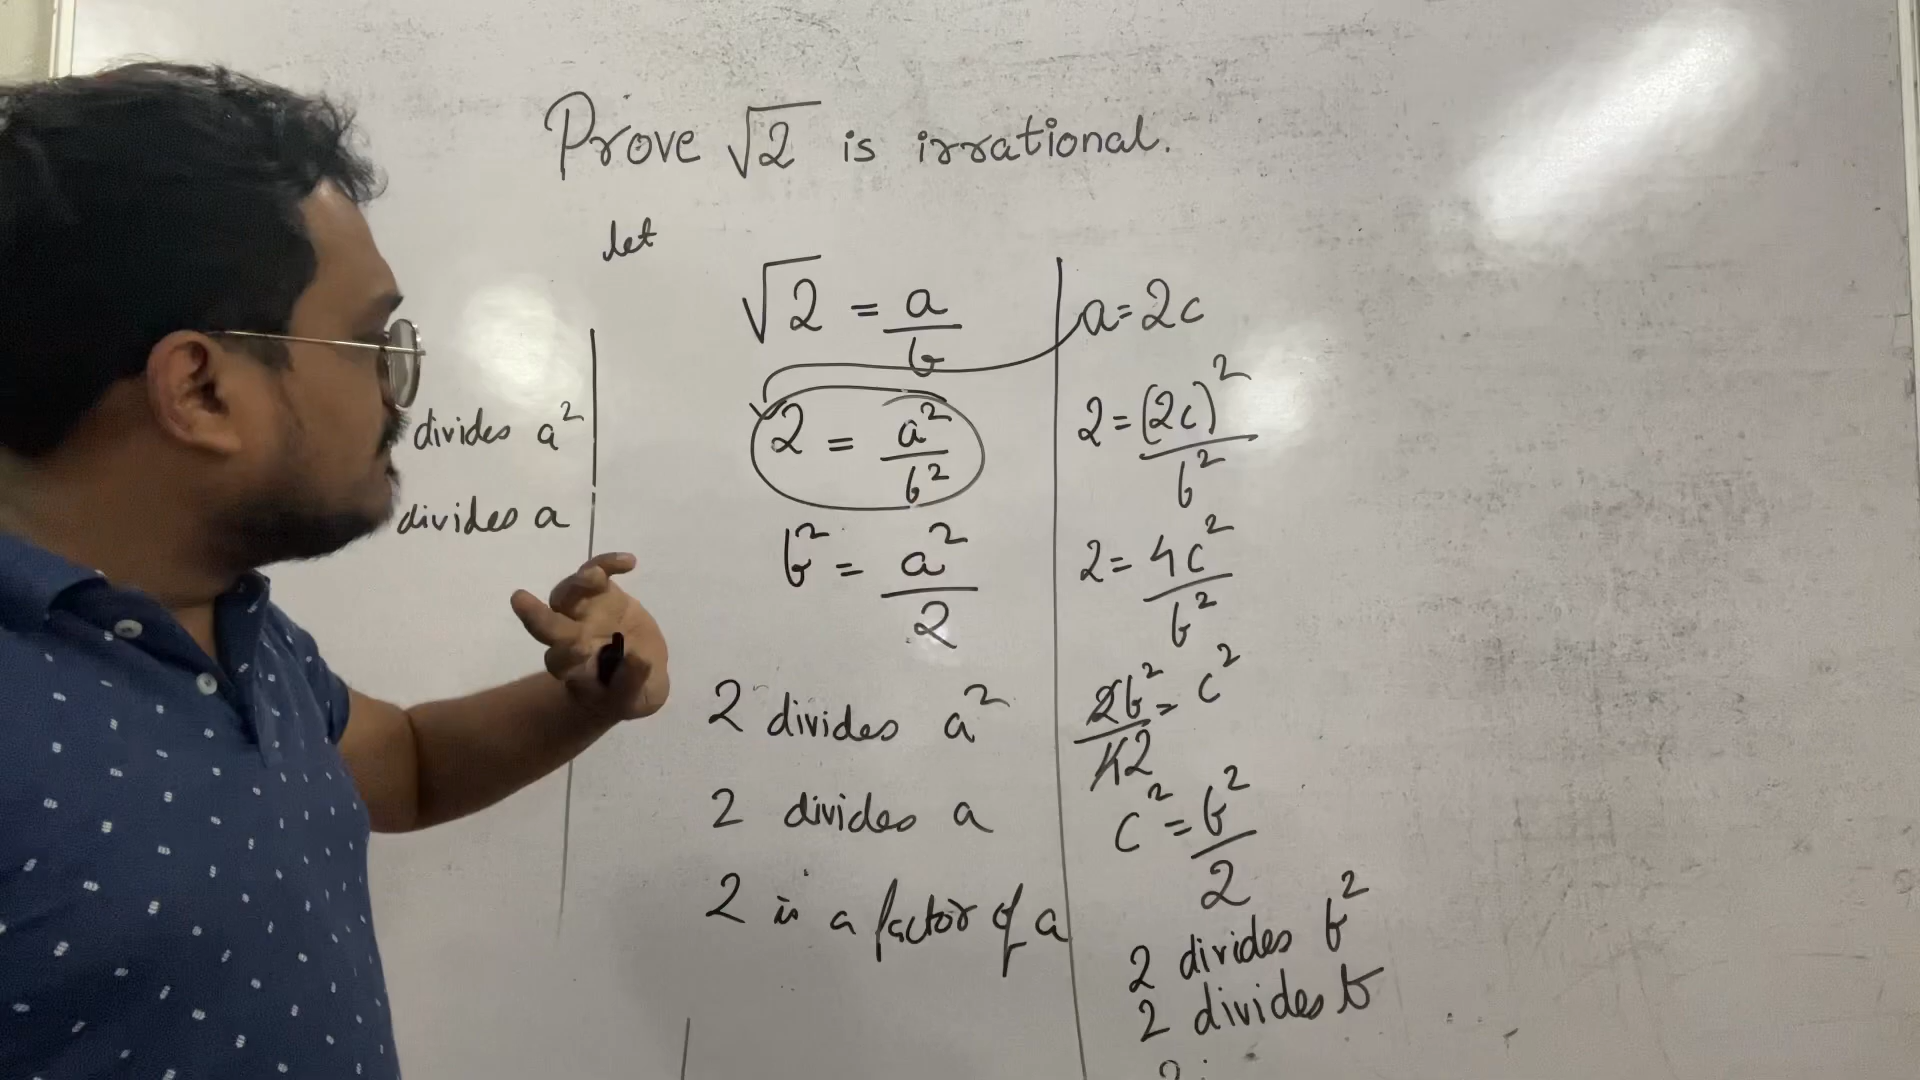 Prove √2 is irrational.
let
divides a²
divides a
√2 = a/b
2 = a²/b²
b² = a²/2
2 divides a²
2 divides a
2 is a factor of a
a = 2c
2 = (2c)²/b²
2 = 4c²/b²
2b²/42 = c²
c² = b²/2
2 divides b²
2 divides b